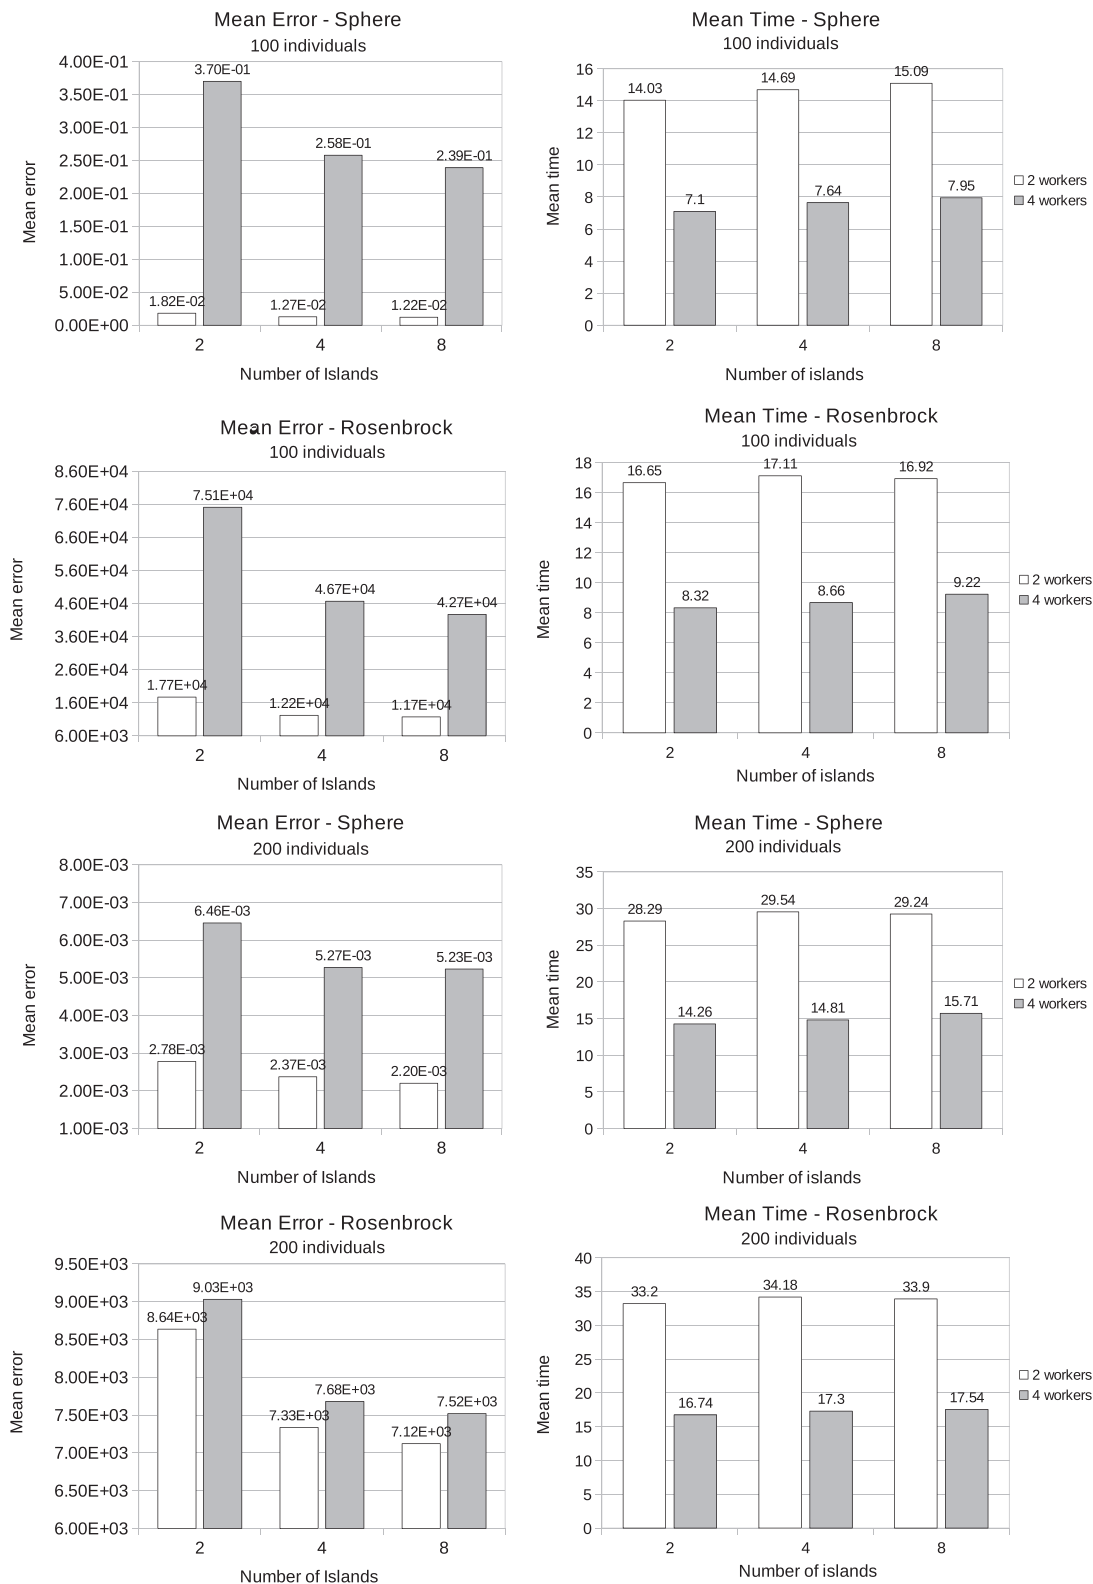 Mean Error - Sphere
100 individuals
4.00E-01
3.50E-01
3.00E-01
2.50E-01
2.00E-01
1.50E-01
1.00E-01
5.00E-02
0.00E+00
Mean error
3.70E-01
2.58E-01
2.39E-01
1.82E-02
1.27E-02
1.22E-02
2 4 8
Number of Islands
Mean Time - Sphere
100 individuals
16
14
12
10
8
6
4
2
0
Mean time
14.03
14.69
15.09
7.1
7.64
7.95
2 4 8
Number of islands
2 workers
4 workers
Mean Error - Rosenbrock
100 individuals
8.60E+04
7.60E+04
6.60E+04
5.60E+04
4.60E+04
3.60E+04
2.60E+04
1.60E+04
6.00E+03
Mean error
7.51E+04
4.67E+04
4.27E+04
1.77E+04
1.22E+04
1.17E+04
2 4 8
Number of Islands
Mean Time - Rosenbrock
100 individuals
18
16
14
12
10
8
6
4
2
0
Mean time
16.65
17.11
16.92
8.32
8.66
9.22
2 4 8
Number of islands
2 workers
4 workers
Mean Error - Sphere
200 individuals
8.00E-03
7.00E-03
6.00E-03
5.00E-03
4.00E-03
3.00E-03
2.00E-03
1.00E-03
Mean error
6.46E-03
5.27E-03
5.23E-03
2.78E-03
2.37E-03
2.20E-03
2 4 8
Number of Islands
Mean Time - Sphere
200 individuals
35
30
25
20
15
10
5
0
Mean time
28.29
29.54
29.24
14.26
14.81
15.71
2 4 8
Number of islands
2 workers
4 workers
Mean Error - Rosenbrock
200 individuals
9.50E+03
9.00E+03
8.50E+03
8.00E+03
7.50E+03
7.00E+03
6.50E+03
6.00E+03
Mean error
9.03E+03
8.64E+03
7.68E+03
7.33E+03
7.52E+03
7.12E+03
2 4 8
Number of Islands
Mean Time - Rosenbrock
200 individuals
40
35
30
25
20
15
10
5
0
Mean time
33.2
34.18
33.9
16.74
17.3
17.54
2 4 8
Number of islands
2 workers
4 workers